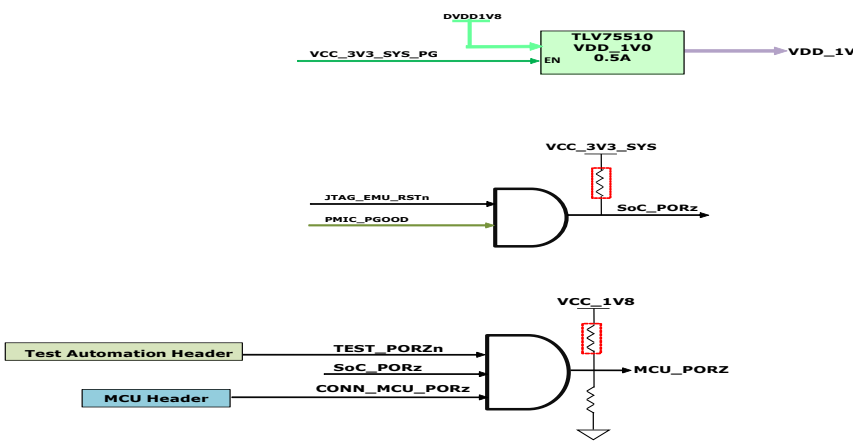 DVDD1V8
TLV75510
VDD_1V0
0.5A
VCC_3V3_SYS_PG
EN
VDD_1V
VCC_3V3_SYS
JTAG_EMU_RSTn
SoC_PORz
PMIC_PGOOD
VCC_1V8
Test Automation Header
TEST_PORZn
SoC_PORz
MCU_PORZ
CONN_MCU_PORz
MCU Header